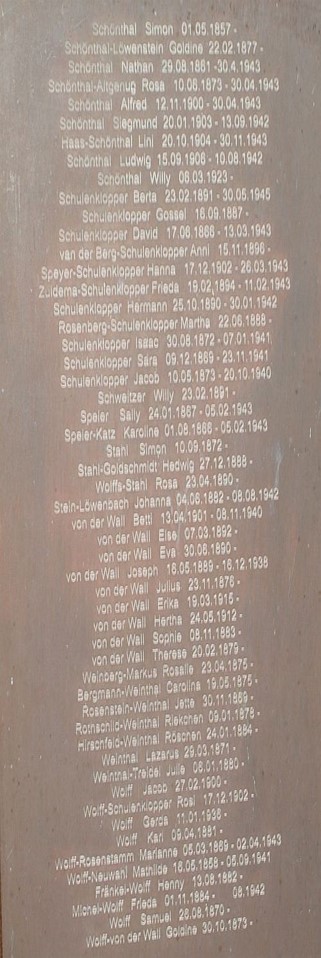 Schönthal Simon 01.05.1857 -
Schönthal-Löwenstein Goldine 22.02.1877 -
Schönthal Nathan 29.08.1881 -30.4.1943
Schönthal-Altgenug Rosa 10.06.1873 - 30.04.1943
Schönthal Alfred 12.11.1900 - 30.04.1943
Schönthal Siegmund 20.01.1903 - 13.09.1942
Haas-Schönthal Lini 20.10.1904 - 30.11.1943
Schönthal Ludwig 15.09.1906 - 10.08.1942
Schönthal Willy 06.03.1923 -
Schulenklopper Berta 23.02.1891 - 30.05.1945
Schulenklopper Gossel 16.09.1887 -
Schulenklopper David 17.06.1866 - 13.03.1943
van der Berg-Schulenklopper Anni 15.11.1896 -
Speyer-Schulenklopper Hanna 17.12.1902 - 26.03.1943
Zuidema-Schulenklopper Frieda 19.02.1894 - 11.02.1943
Schulenklopper Hermann 25.10.1890 - 30.01.1942
Rosenberg-Schulenklopper Martha 22.06.1888 -
Schulenklopper Isaac 30.08.1872 - 07.01.1941
Schulenklopper Sara 09.12.1869 - 23.11.1941
Schulenklopper Jacob 10.05.1873 - 20.10.1940
Schweitzer Willy 23.02.1891 -
Speier Sally 24.01.1867 - 05.02.1943
Speier-Katz Karoline 01.08.1868 - 05.02.1943
Stahl Simon 10.09.1872 -
Stahl-Goldschmidt Hedwig 27.12.1888 -
Wolffs-Stahl Rosa 23.04.1890 -
Stein-Löwenbach Johanna 04.06.1882 - 08.08.1942
von der Wall Betti 13.04.1901 - 08.11.1940
von der Wall Else 07.03.1892 -
von der Wall Eva 30.06.1890 -
von der Wall Joseph 16.05.1889 - 16.12.1938
von der Wall Julius 23.11.1876 -
von der Wall Erika 19.03.1915 -
von der Wall Hertha 24.05.1912 -
von der Wall Sophie 08.11.1883 -
von der Wall Therese 20.02.1879 -
Weinberg-Markus Rosalie 23.04.1875 -
Bergmann-Weinthal Carolina 19.05.1875 -
Rosenstein-Weinthal Jette 30.11.1869 -
Rothschild-Weinthal Riekchen 09.01.1878 -
Hirschfeld-Weinthal Röschen 24.01.1884 -
Weinthal Lazarus 29.03.1871 -
Weinthal-Treidel Julie 06.01.1880 -
Wolff Jacob 27.02.1900 -
Wolff-Schulenklopper Rosi 17.12.1902 -
Wolff Gerda 11.01.1936 -
Wolff Karl 09.04.1881 -
Wolff-Rosenstamm Marianne 05.03.1869 - 02.04.1943
Wolff-Neuwahl Mathilde 16.05.1858 - 05.09.1941
Fränkel-Wolff Henny 13.08.1882 -
Michel-Wolff Frieda 01.11.1884 - 08.1942
Wolff Samuel 26.08.1870 -
Wolff-von der Wall Goldine 30.10.1873 -